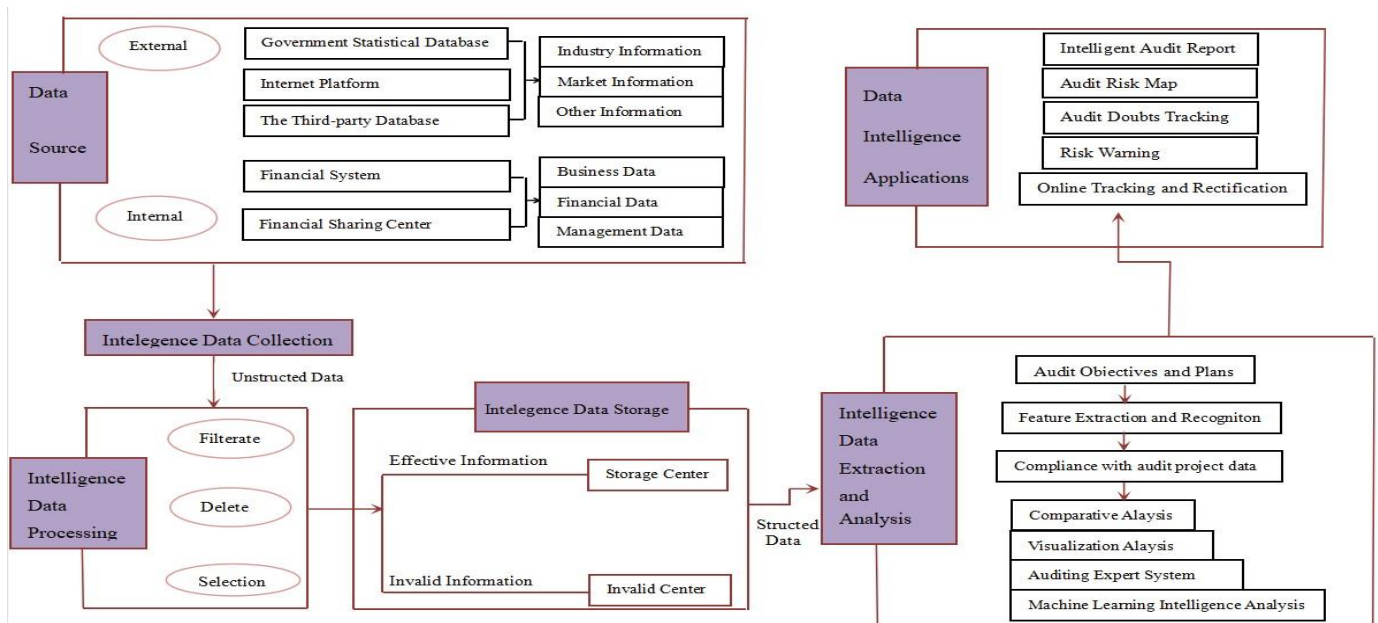 Data
Source
External
Government Statistical Database
Internet Platform
The Third-party Database
Industry Information
Market Information
Other Information
Internal
Financial System
Financial Sharing Center
Business Data
Financial Data
Management Data
Intelegence Data Collection
Unstructed Data
Intelligence
Data
Processing
Filterate
Delete
Selection
Intelegence Data Storage
Effective Information
Storage Center
Invalid Information
Invalid Center
Structed
Data
Intelligence
Data
Extraction
and
Analysis
Audit Objectives and Plans
Feature Extraction and Recogniton
Compliance with audit project data
Comparative Alaysis
Visualization Alaysis
Auditing Expert System
Machine Learning Intelligence Analysis
Data
Intelligence
Applications
Intelligent Audit Report
Audit Risk Map
Audit Doubts Tracking
Risk Warning
Online Tracking and Rectification